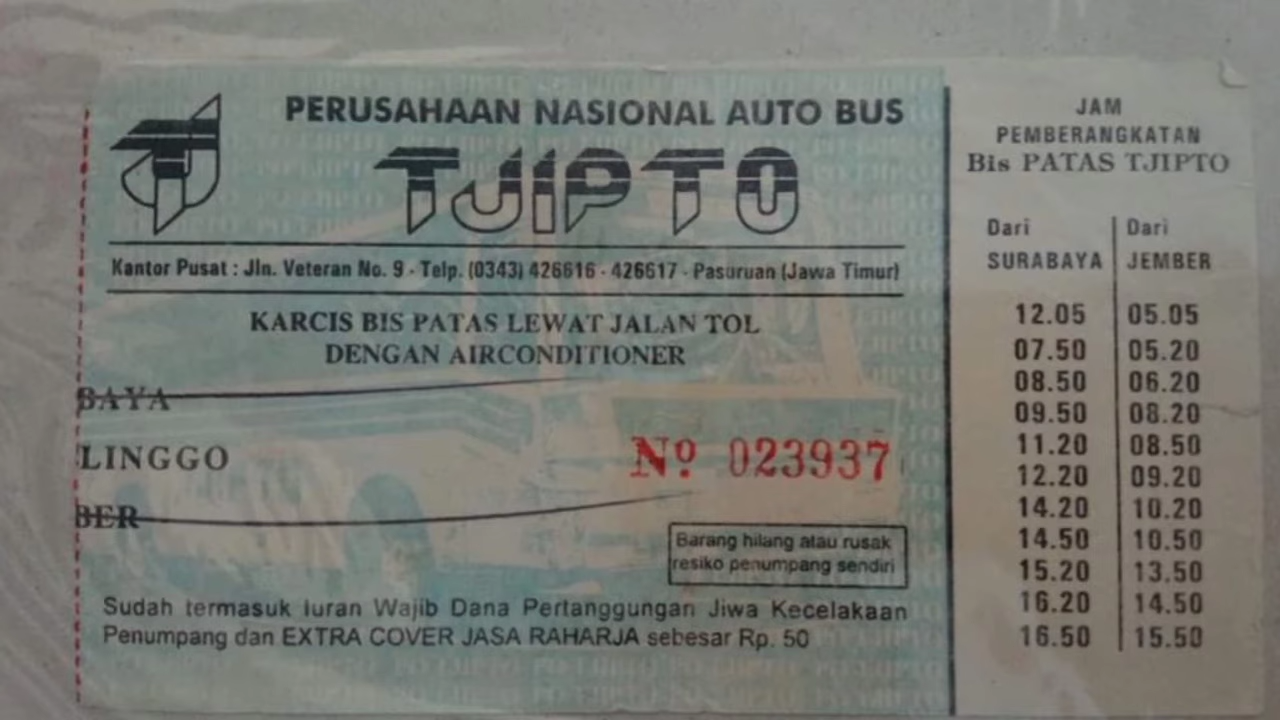 PERUSAHAAN NASIONAL AUTO BUS
TJIPTO
Kantor Pusat : Jln. Veteran No. 9 - Telp. (0343) 426616 - 426617 - Pasuruan (Jawa Timur)
KARCIS BIS PATAS LEWAT JALAN TOL
DENGAN AIRCONDITIONER
BAYA
LINGGO
BER
Nº 023937
Barang hilang atau rusak
resiko penumpang sendiri
Sudah termasuk Iuran Wajib Dana Pertanggungan Jiwa Kecelakaan
Penumpang dan EXTRA COVER JASA RAHARJA sebesar Rp. 50
JAM
PEMBERANGKATAN
Bis PATAS TJIPTO
Dari Dari
SURABAYA JEMBER
12.05 05.05
07.50 05.20
08.50 06.20
09.50 08.20
11.20 08.50
12.20 09.20
14.20 10.20
14.50 10.50
15.20 13.50
16.20 14.50
16.50 15.50